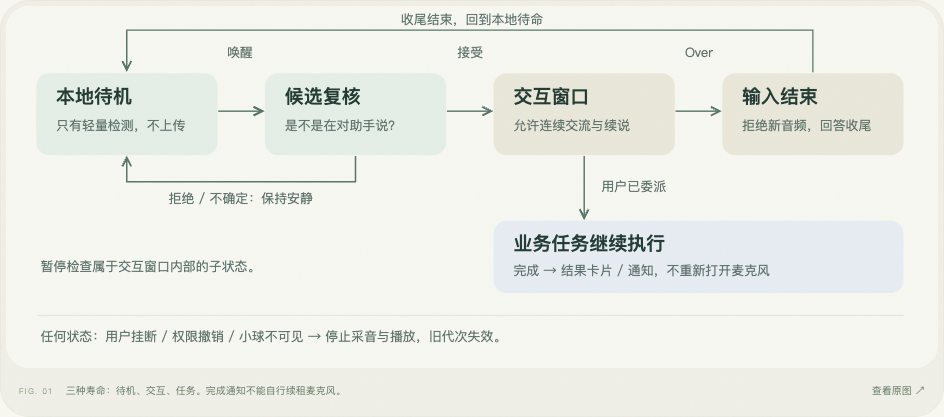 收尾结束，回到本地待命
唤醒
接受
Over
本地待机
只有轻量检测，不上传
候选复核
是不是在对助手说？
交互窗口
允许连续交流与续说
输入结束
拒绝新音频，回答收尾
拒绝 / 不确定：保持安静
用户已委派
业务任务继续执行
完成 → 结果卡片 / 通知，不重新打开麦克风
暂停检查属于交互窗口内部的子状态。
任何状态：用户挂断 / 权限撤销 / 小球不可见 → 停止采音与播放，旧代次失效。
FIG. 01 三种寿命：待机、交互、任务。完成通知不能自行续租麦克风。
查看原图 ↗